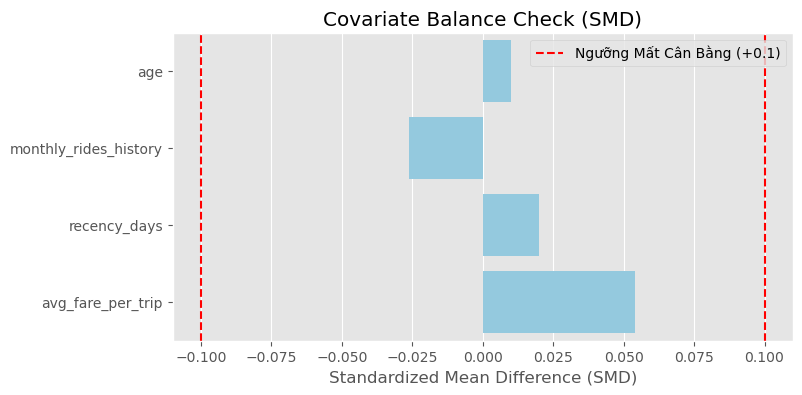 Covariate Balance Check (SMD)
Ngưỡng Mất Cân Bằng (+0.1)
age
monthly_rides_history
recency_days
avg_fare_per_trip
−0.100 −0.075 −0.050 −0.025 0.000 0.025 0.050 0.075 0.100
Standardized Mean Difference (SMD)